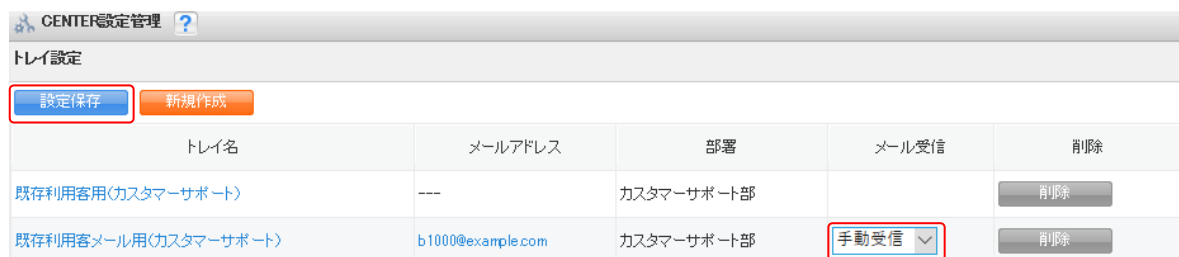 CENTER設定管理 ?
トレイ設定
設定保存 新規作成
トレイ名 メールアドレス 部署 メール受信 削除
既存利用客用(カスタマーサポート) --- カスタマーサポート部 削除
既存利用客メール用(カスタマーサポート) b1000@example.com カスタマーサポート部 手動受信 削除